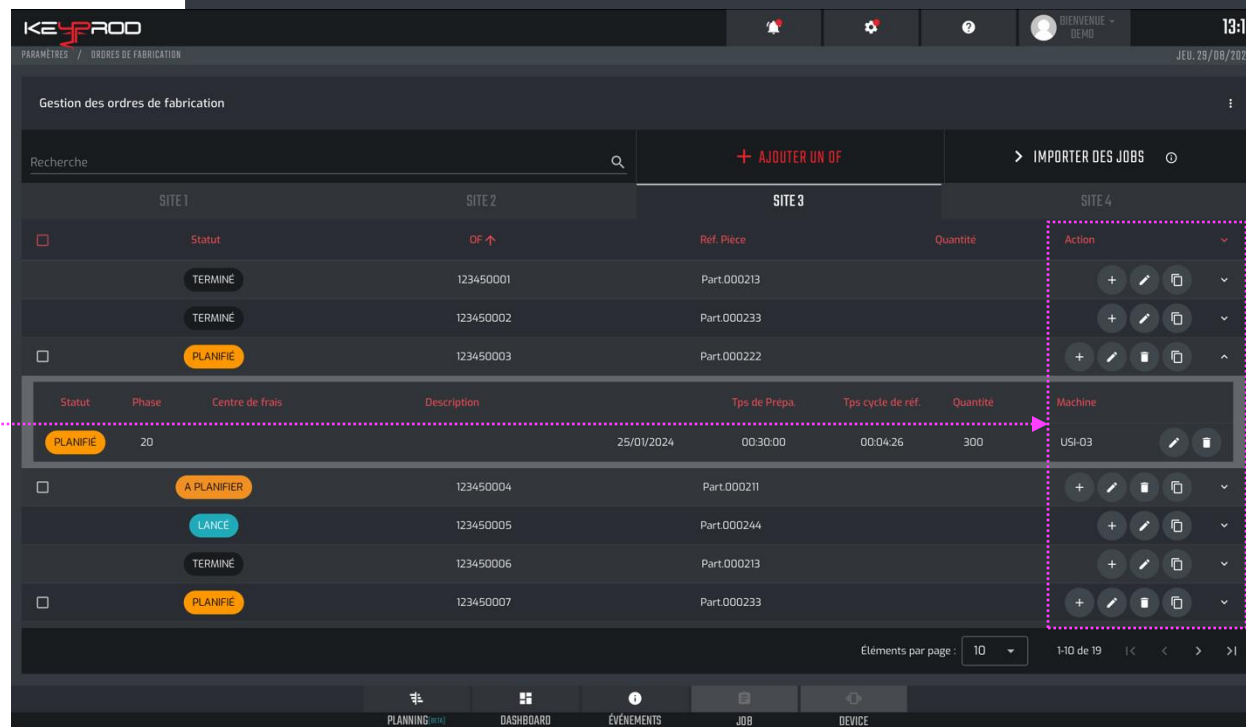 KEYPROD
BIENVENUE
DEMO
13:1
PARAMÈTRES / ORDRES DE FABRICATION
JEU. 29/08/202
Gestion des ordres de fabrication
Recherche
+ AJOUTER UN OF
> IMPORTER DES JOBS
SITE 1 SITE 2 SITE 3 SITE 4
Statut OF ↑ Réf. Pièce Quantité Action
TERMINÉ 123450001 Part.000213
TERMINÉ 123450002 Part.000233
PLANIFIÉ 123450003 Part.000222
Statut Phase Centre de frais Description Tps de Prépa. Tps cycle de réf. Quantité Machine
PLANIFIÉ 20 25/01/2024 00:30:00 00:04:26 300 USI-03
A PLANIFIER 123450004 Part.000211
LANCÉ 123450005 Part.000244
TERMINÉ 123450006 Part.000213
PLANIFIÉ 123450007 Part.000233
Éléments par page : 10 1-10 de 19
PLANNING(BETA) DASHBOARD ÉVÉNEMENTS JOB DEVICE